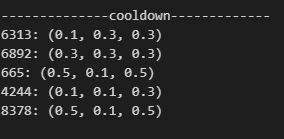 --------------cooldown-------------
6313: (0.1, 0.3, 0.3)
6892: (0.3, 0.3, 0.3)
665: (0.5, 0.1, 0.5)
4244: (0.1, 0.1, 0.3)
8378: (0.5, 0.1, 0.5)